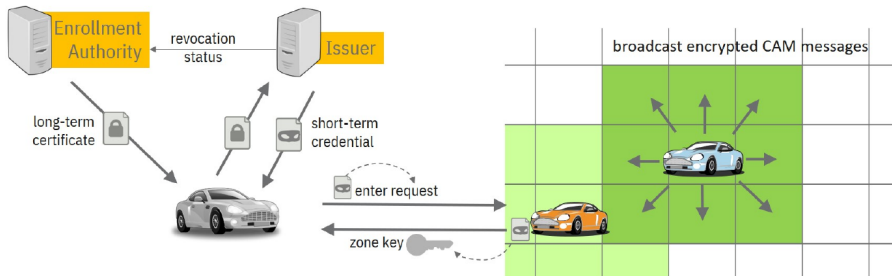 Enrollment
Authority
revocation
status
Issuer
broadcast encrypted CAM messages
long-term
certificate
short-term
credential
enter request
zone key